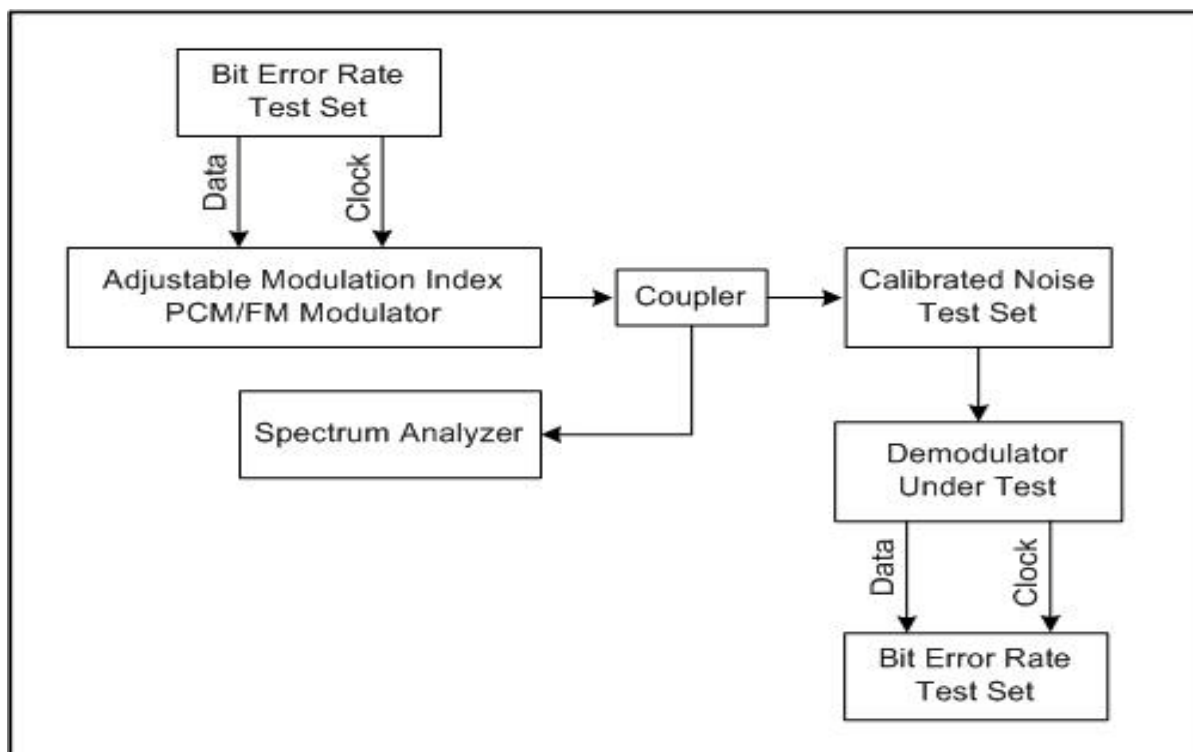 Bit Error Rate
Test Set
Data
Clock
Adjustable Modulation Index
PCM/FM Modulator
Coupler
Calibrated Noise
Test Set
Spectrum Analyzer
Demodulator
Under Test
Data
Clock
Bit Error Rate
Test Set